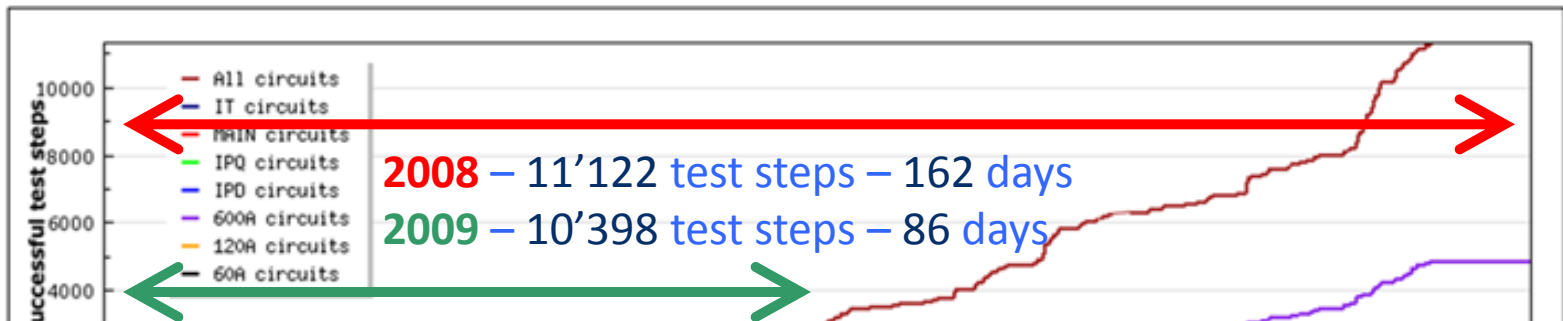 uccessful test steps
10000
8000
6000
4000
All circuits
IT circuits
MAIN circuits
IPQ circuits
IPD circuits
600A circuits
120A circuits
60A circuits
2008 – 11’122 test steps – 162 days
2009 – 10’398 test steps – 86 days